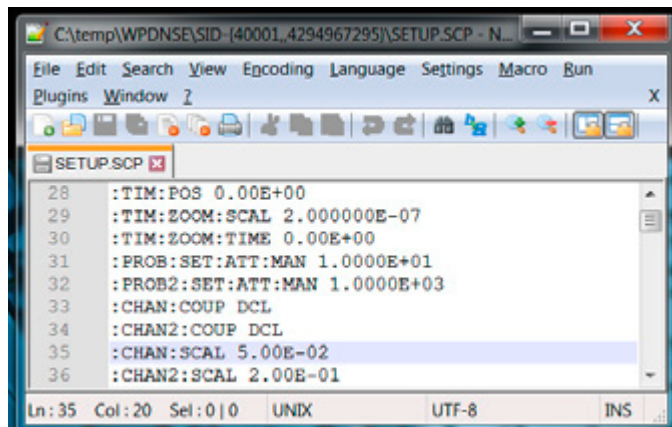 C:\temp\WPDNSE\SID-{40001,,4294967295}\SETUP.SCP - N...
File Edit Search View Encoding Language Settings Macro Run
Plugins Window ? X
SETUP.SCP
28 :TIM:POS 0.00E+00
29 :TIM:ZOOM:SCAL 2.000000E-07
30 :TIM:ZOOM:TIME 0.00E+00
31 :PROB:SET:ATT:MAN 1.0000E+01
32 :PROB2:SET:ATT:MAN 1.0000E+03
33 :CHAN:COUP DCL
34 :CHAN2:COUP DCL
35 :CHAN:SCAL 5.00E-02
36 :CHAN2:SCAL 2.00E-01
Ln : 35 Col : 20 Sel : 0 | 0 UNIX UTF-8 INS